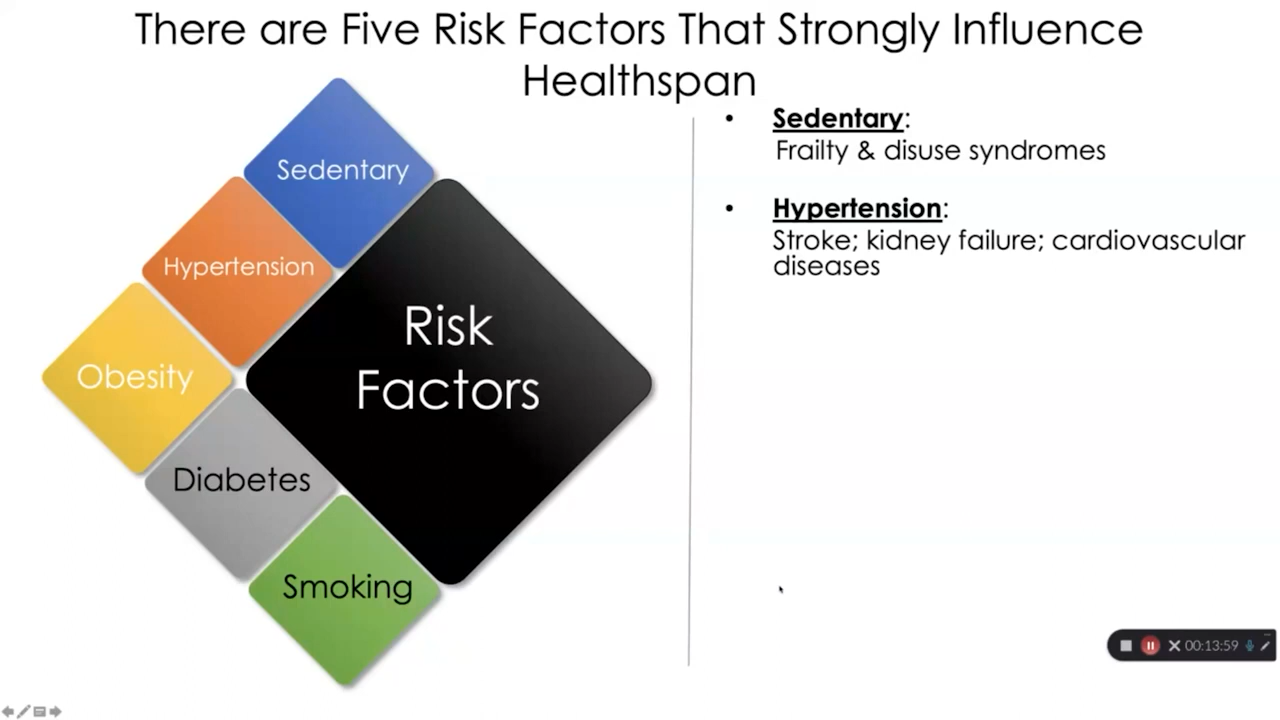 There are Five Risk Factors That Strongly Influence
Healthspan
Sedentary
Hypertension
Obesity
Diabetes
Smoking
Risk
Factors
• Sedentary:
Frailty & disuse syndromes
• Hypertension:
Stroke; kidney failure; cardiovascular
diseases
00:13:59